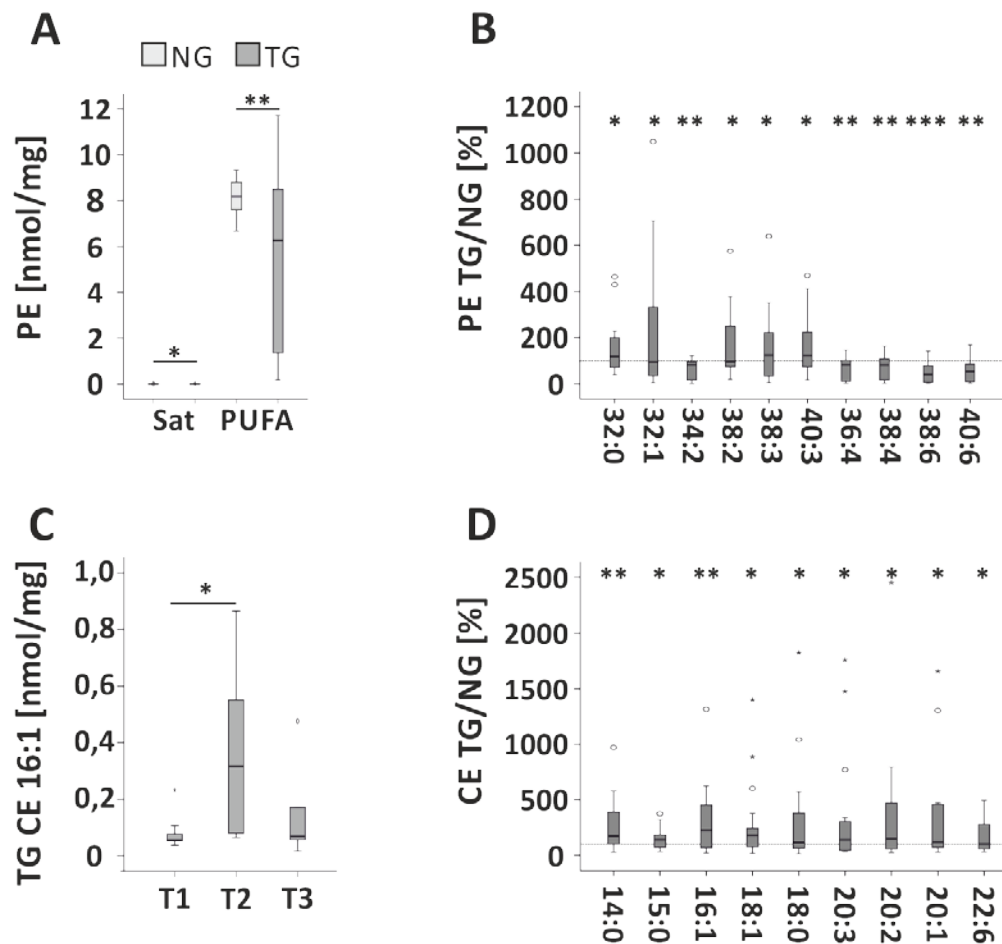 A
NG TG
PE [nmol/mg]
12
10
8
6
4
2
0
**
*
Sat PUFA
B
PE TG/NG [%]
1200
1000
800
600
400
200
0
* * ** * * * ** ** *** **
32:0 32:1 34:2 38:2 38:3 40:3 36:4 38:4 38:6 40:6
C
TG CE 16:1 [nmol/mg]
1,0
0,8
0,6
0,4
0,2
0
*
T1 T2 T3
D
CE TG/NG [%]
2500
2000
1500
1000
500
0
** * ** * * * * * *
14:0 15:0 16:1 18:1 18:0 20:3 20:2 20:1 22:6